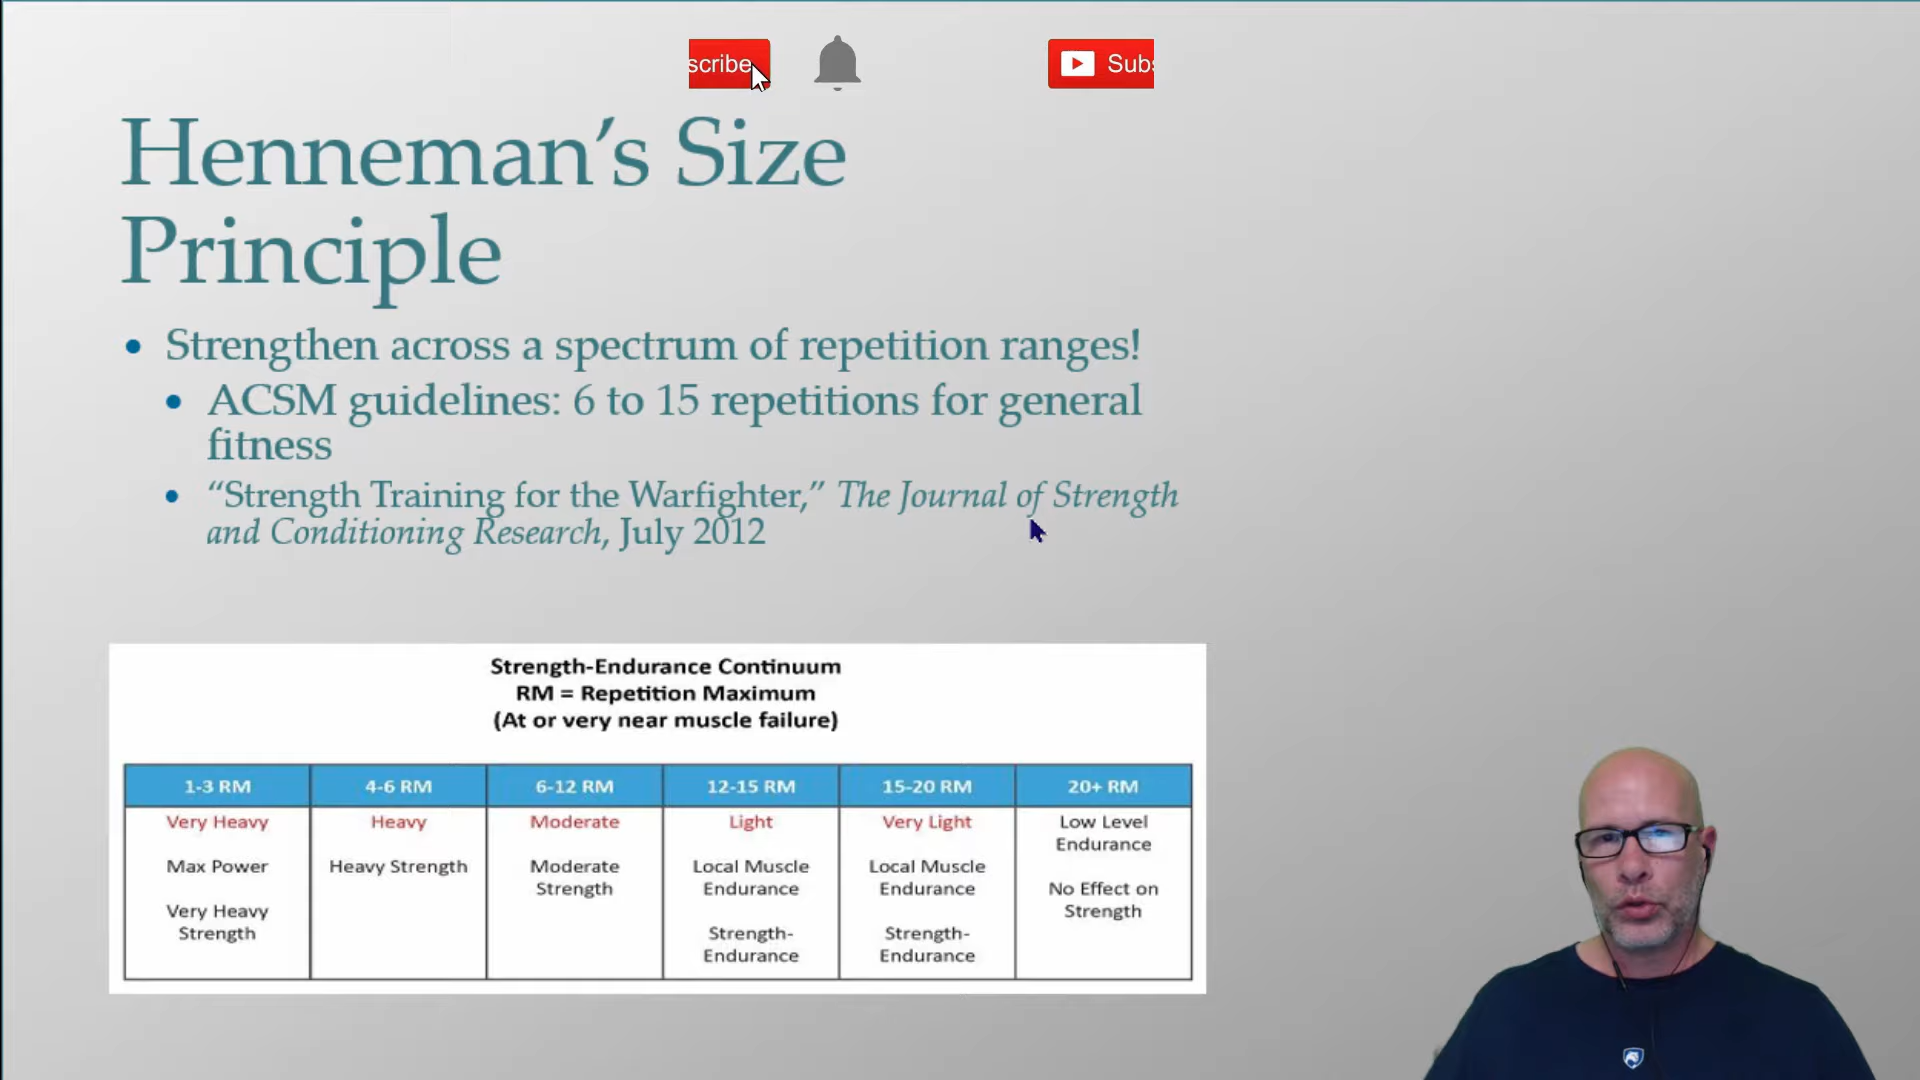 scribe
Subs
Henneman’s Size
Principle
• Strengthen across a spectrum of repetition ranges!
• ACSM guidelines: 6 to 15 repetitions for general
fitness
• “Strength Training for the Warfighter,” The Journal of Strength
and Conditioning Research, July 2012
Strength-Endurance Continuum
RM = Repetition Maximum
(At or very near muscle failure)
1-3 RM
4-6 RM
6-12 RM
12-15 RM
15-20 RM
20+ RM
Very Heavy
Max Power
Very Heavy
Strength
Heavy
Heavy Strength
Moderate
Moderate
Strength
Light
Local Muscle
Endurance
Strength-
Endurance
Very Light
Local Muscle
Endurance
Strength-
Endurance
Low Level
Endurance
No Effect on
Strength